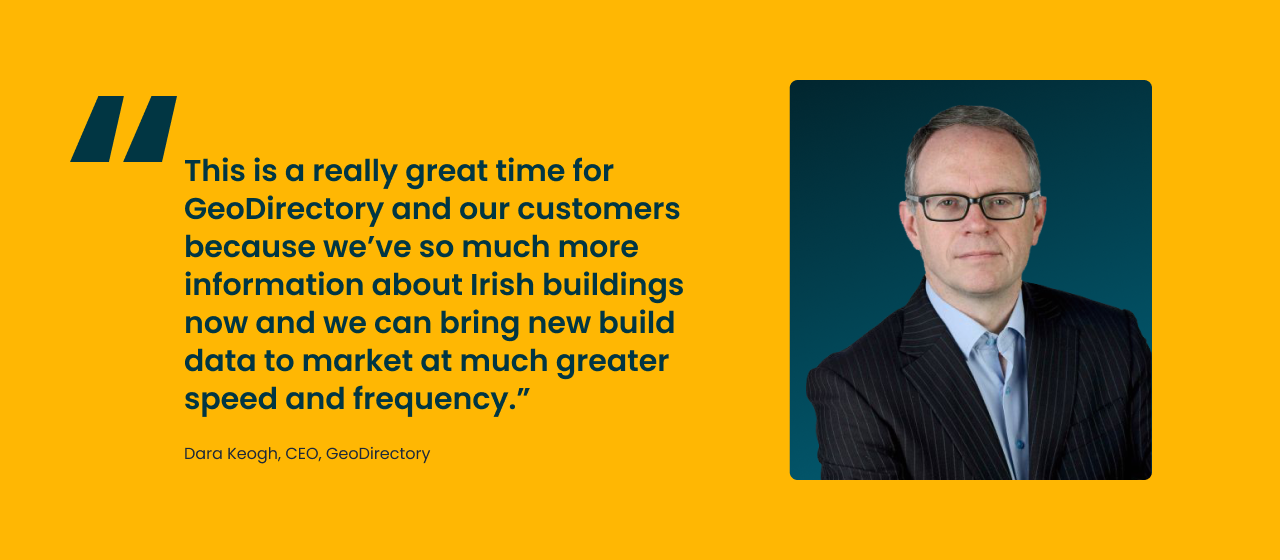 This is a really great time for
GeoDirectory and our customers
because we’ve so much more
information about Irish buildings
now and we can bring new build
data to market at much greater
speed and frequency.”
Dara Keogh, CEO, GeoDirectory